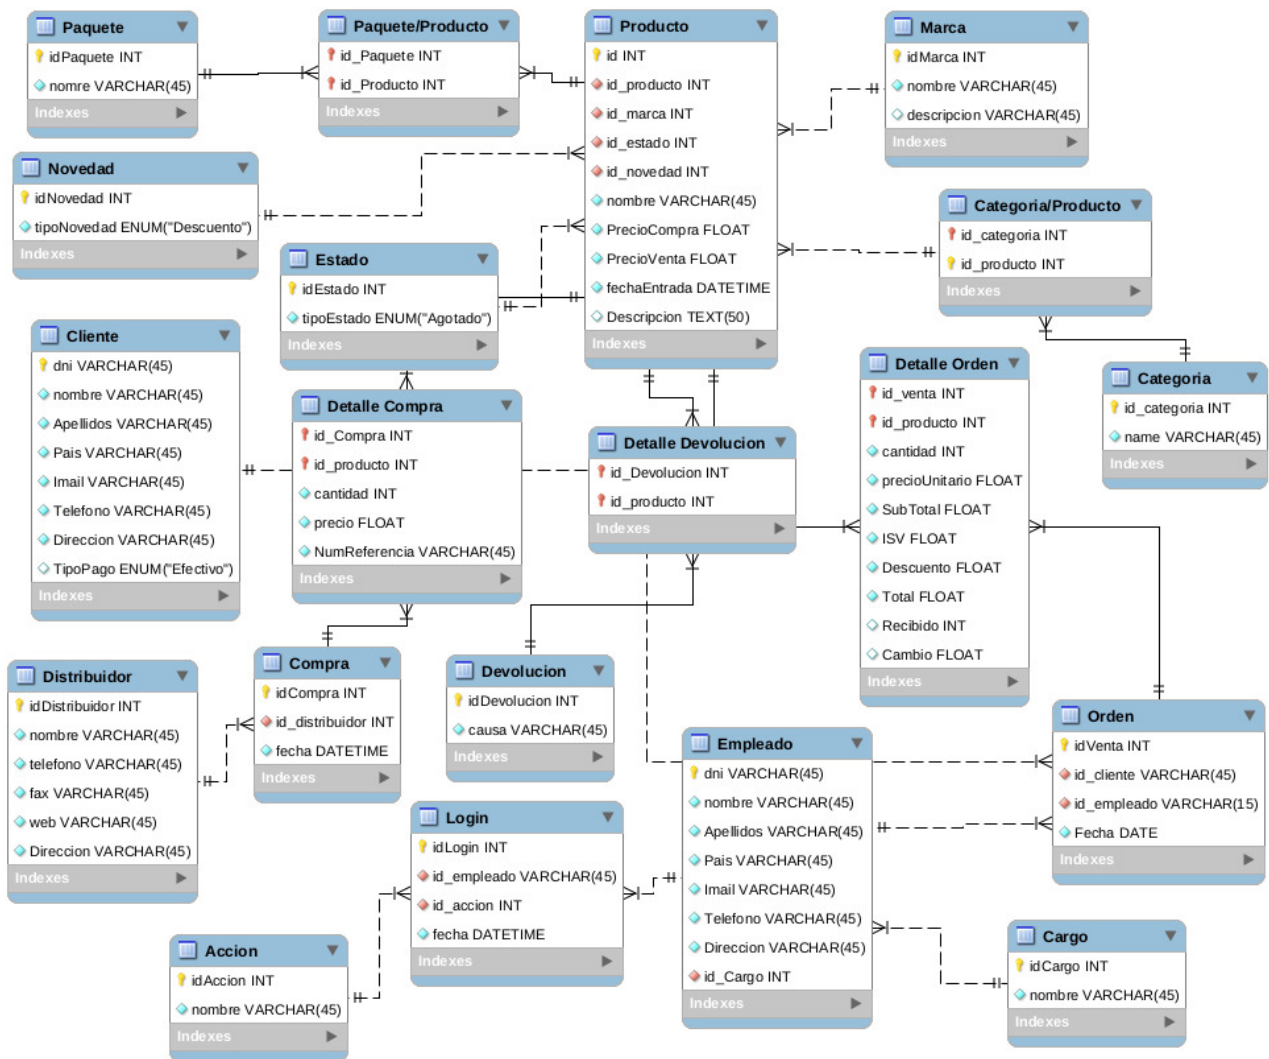 Paquete
idPaquete INT
nomre VARCHAR(45)
Indexes
Paquete/Producto
id_Paquete INT
id_Producto INT
Indexes
Producto
id INT
id_producto INT
id_marca INT
id_estado INT
id_novedad INT
nombre VARCHAR(45)
PrecioCompra FLOAT
PrecioVenta FLOAT
fechaEntrada DATETIME
Descripcion TEXT(50)
Indexes
Marca
idMarca INT
nombre VARCHAR(45)
descripcion VARCHAR(45)
Indexes
Novedad
idNovedad INT
tipoNovedad ENUM("Descuento")
Indexes
Categoria/Producto
id_categoria INT
id_producto INT
Indexes
Estado
idEstado INT
tipoEstado ENUM("Agotado")
Indexes
Cliente
dni VARCHAR(45)
nombre VARCHAR(45)
Apellidos VARCHAR(45)
Pais VARCHAR(45)
Imail VARCHAR(45)
Telefono VARCHAR(45)
Direccion VARCHAR(45)
TipoPago ENUM("Efectivo")
Indexes
Detalle Compra
id_Compra INT
id_producto INT
cantidad INT
precio FLOAT
NumReferencia VARCHAR(45)
Indexes
Detalle Devolucion
id_Devolucion INT
id_producto INT
Indexes
Detalle Orden
id_venta INT
id_producto INT
cantidad INT
precioUnitario FLOAT
SubTotal FLOAT
ISV FLOAT
Descuento FLOAT
Total FLOAT
Recibido INT
Cambio FLOAT
Indexes
Categoria
id_categoria INT
name VARCHAR(45)
Indexes
Distribuidor
idDistribuidor INT
nombre VARCHAR(45)
telefono VARCHAR(45)
fax VARCHAR(45)
web VARCHAR(45)
Direccion VARCHAR(45)
Indexes
Compra
idCompra INT
id_distribuidor INT
fecha DATETIME
Indexes
Devolucion
idDevolucion INT
causa VARCHAR(45)
Indexes
Empleado
dni VARCHAR(45)
nombre VARCHAR(45)
Apellidos VARCHAR(45)
Pais VARCHAR(45)
Imail VARCHAR(45)
Telefono VARCHAR(45)
Direccion VARCHAR(45)
id_Cargo INT
Indexes
Orden
idVenta INT
id_cliente VARCHAR(45)
id_empleado VARCHAR(15)
Fecha DATE
Indexes
Login
idLogin INT
id_empleado VARCHAR(45)
id_accion INT
fecha DATETIME
Indexes
Accion
idAccion INT
nombre VARCHAR(45)
Indexes
Cargo
idCargo INT
nombre VARCHAR(45)
Indexes